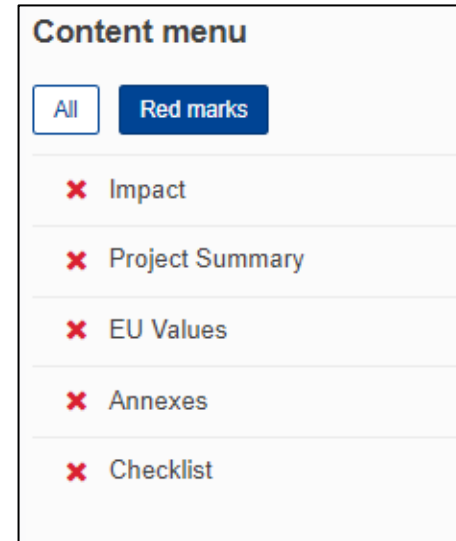 Content menu
All Red marks
Impact
Project Summary
EU Values
Annexes
Checklist